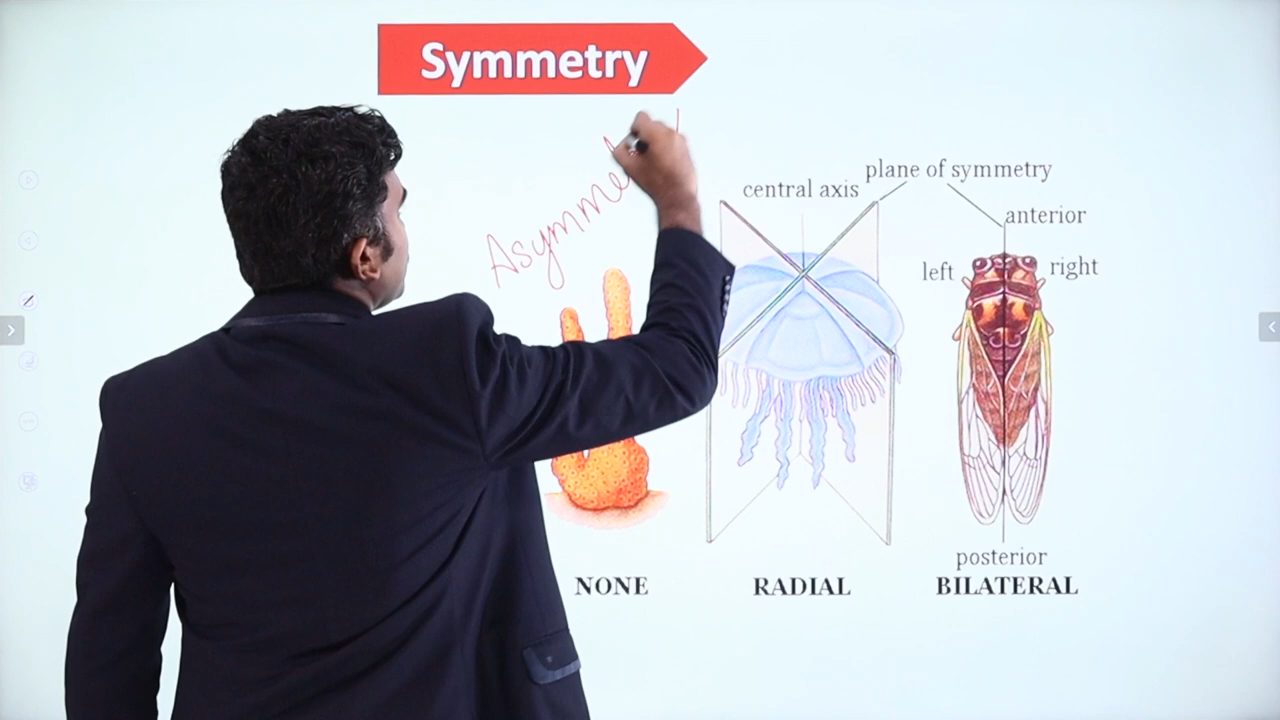 Symmetry
plane of symmetry
central axis
anterior
left
right
posterior
NONE
RADIAL
BILATERAL